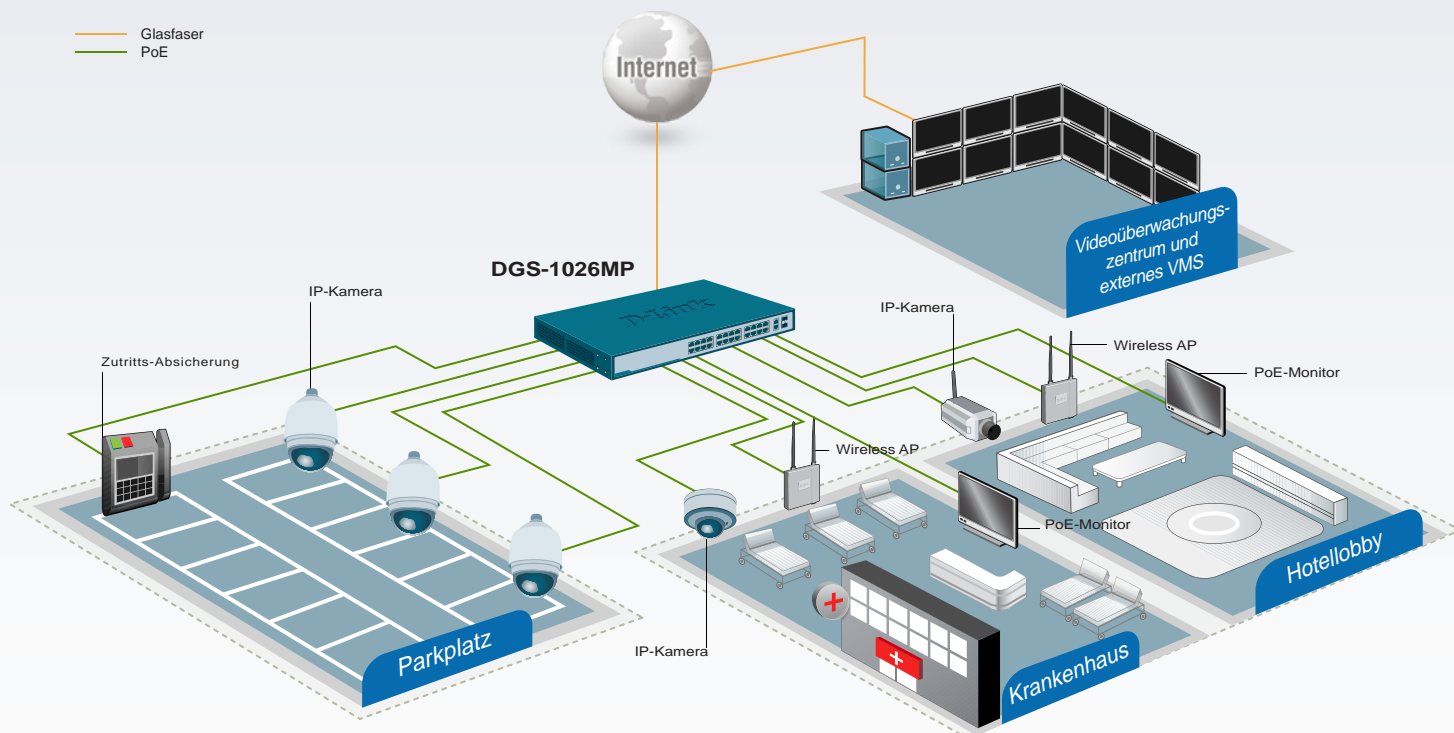 Glasfaser
PoE
Internet
Videoüberwachungs-
zentrum und
externes VMS
DGS-1026MP
D-Link
IP-Kamera
IP-Kamera
Zutritts-Absicherung
Wireless AP
PoE-Monitor
Wireless AP
PoE-Monitor
Hotellobby
Parkplatz
IP-Kamera
Krankenhaus